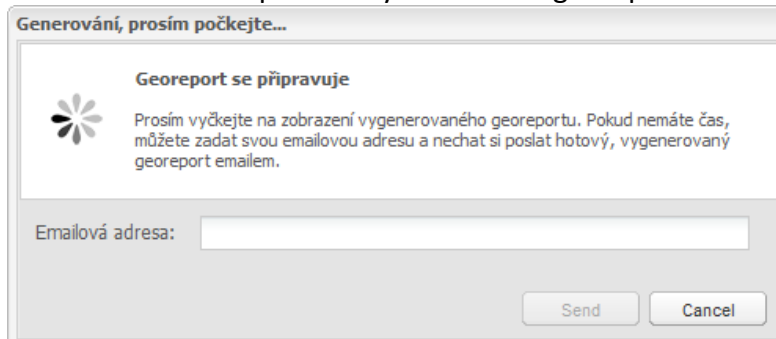 Generování, prosím počkejte...
Georeport se připravuje
Prosím vyčkejte na zobrazení vygenerovaného georeportu. Pokud nemáte čas,
můžete zadat svou emailovou adresu a nechat si poslat hotový, vygenerovaný
georeport emailem.
Emailová adresa:
Send Cancel